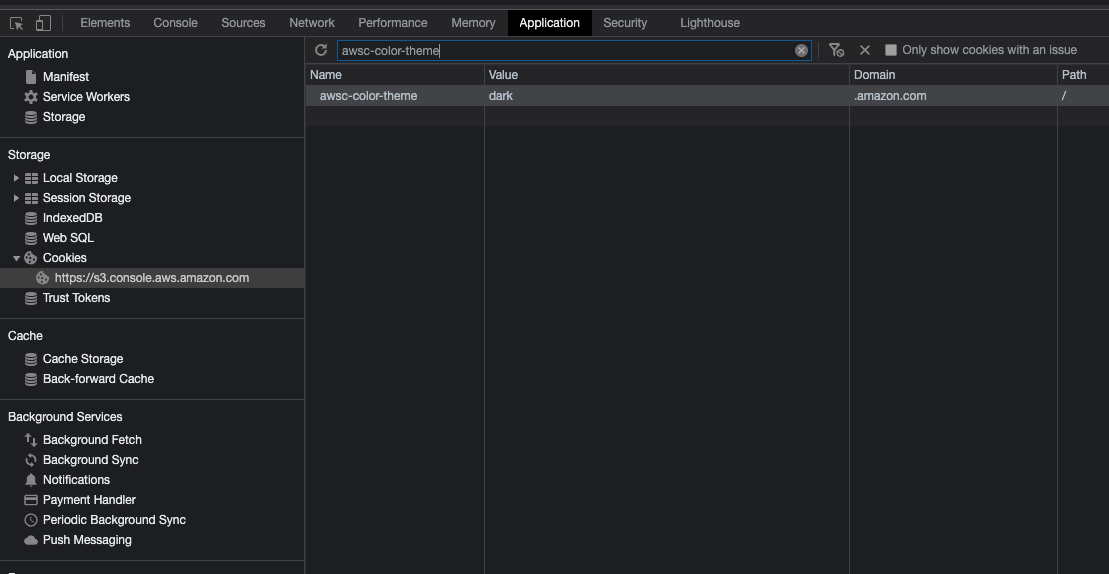 Elements Console Sources Network Performance Memory Application Security Lighthouse
Application
Manifest
Service Workers
Storage
Storage
Local Storage
Session Storage
IndexedDB
Web SQL
Cookies
https://s3.console.aws.amazon.com
Trust Tokens
Cache
Cache Storage
Back-forward Cache
Background Services
Background Fetch
Background Sync
Notifications
Payment Handler
Periodic Background Sync
Push Messaging
awsc-color-theme Only show cookies with an issue
Name Value Domain Path
awsc-color-theme dark .amazon.com /